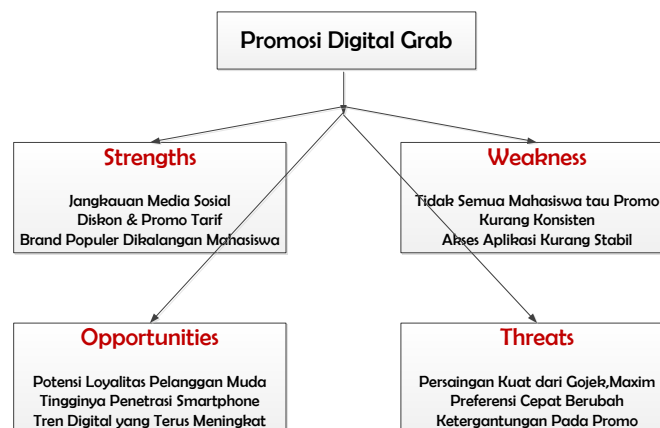 Promosi Digital Grab
Strengths
Jangkauan Media Sosial
Diskon & Promo Tarif
Brand Populer Dikalangan Mahasiswa
Weakness
Tidak Semua Mahasiswa tau Promo
Kurang Konsisten
Akses Aplikasi Kurang Stabil
Opportunities
Potensi Loyalitas Pelanggan Muda
Tingginya Penetrasi Smartphone
Tren Digital yang Terus Meningkat
Threats
Persaingan Kuat dari Gojek,Maxim
Preferensi Cepat Berubah
Ketergantungan Pada Promo